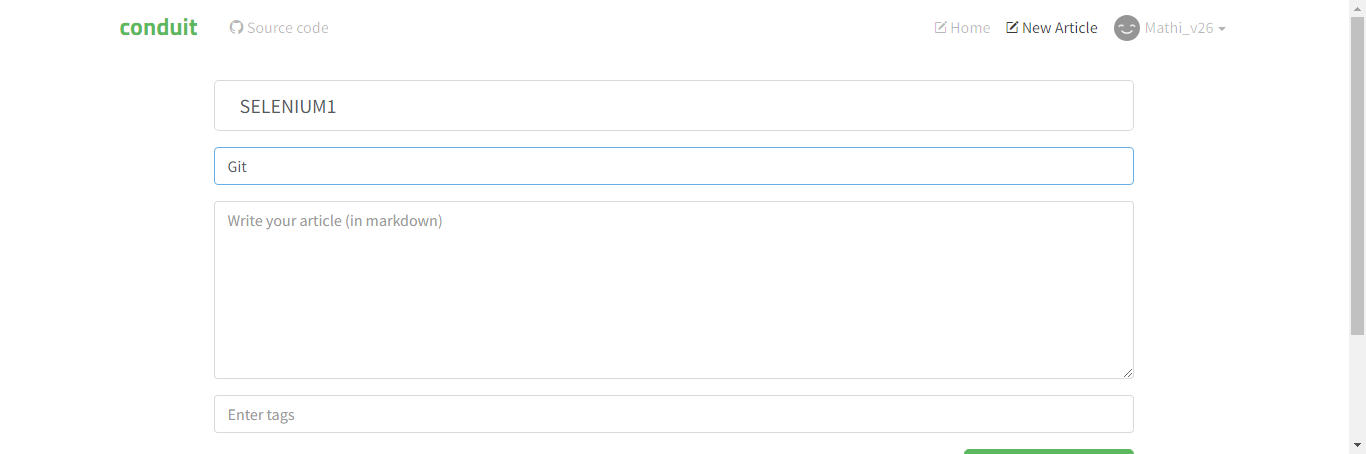 conduit Source code Home New Article Mathi_v26
SELENIUM1
Git
Write your article (in markdown)
Enter tags